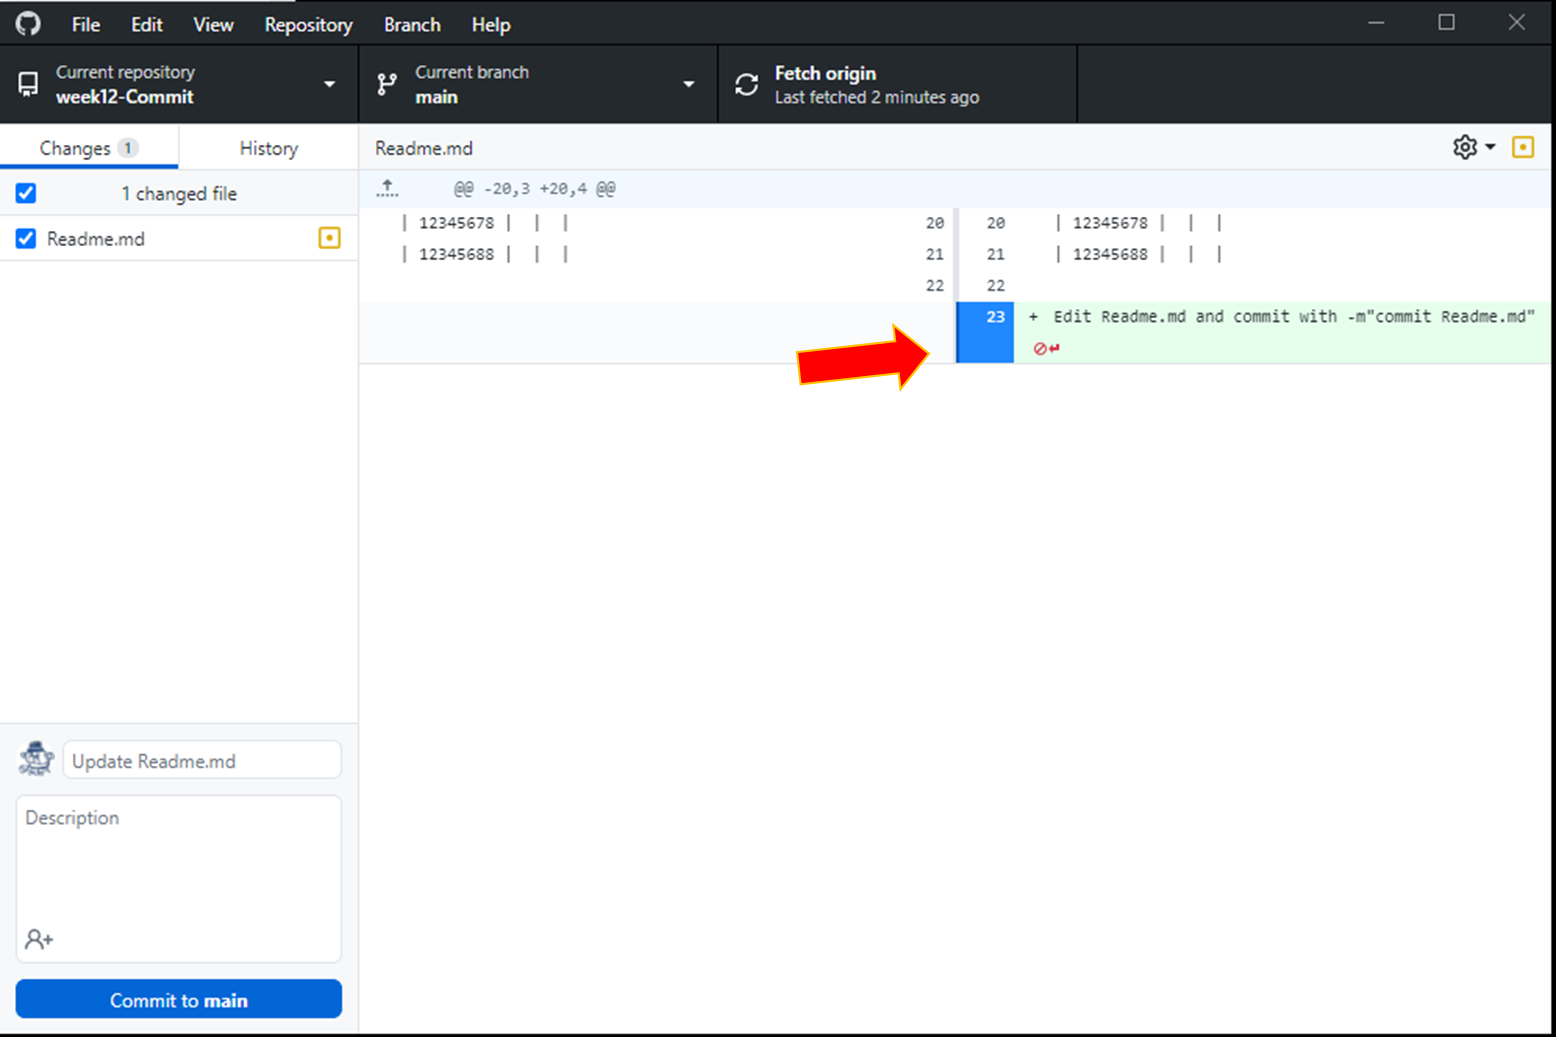 File Edit View Repository Branch Help
Current repository
week12-Commit
Current branch
main
Fetch origin
Last fetched 2 minutes ago
Changes 1
History
1 changed file
Readme.md
Readme.md
@@ -20,3 +20,4 @@
| 12345678 | | | 20 20 | 12345678 | | |
| 12345688 | | | 21 21 | 12345688 | | |
22 22
23 + Edit Readme.md and commit with -m"commit Readme.md"
Update Readme.md
Description
Commit to main